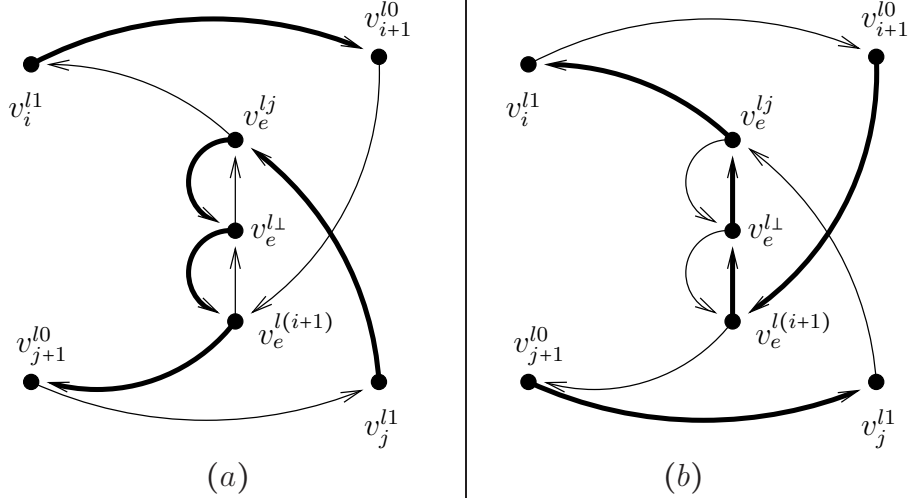 v_{i+1}^{l0}
v_i^{l1}
v_e^{lj}
v_e^{l⊥}
v_e^{l(i+1)}
v_{j+1}^{l0}
v_j^{l1}
(a)
v_{i+1}^{l0}
v_i^{l1}
v_e^{lj}
v_e^{l⊥}
v_e^{l(i+1)}
v_{j+1}^{l0}
v_j^{l1}
(b)